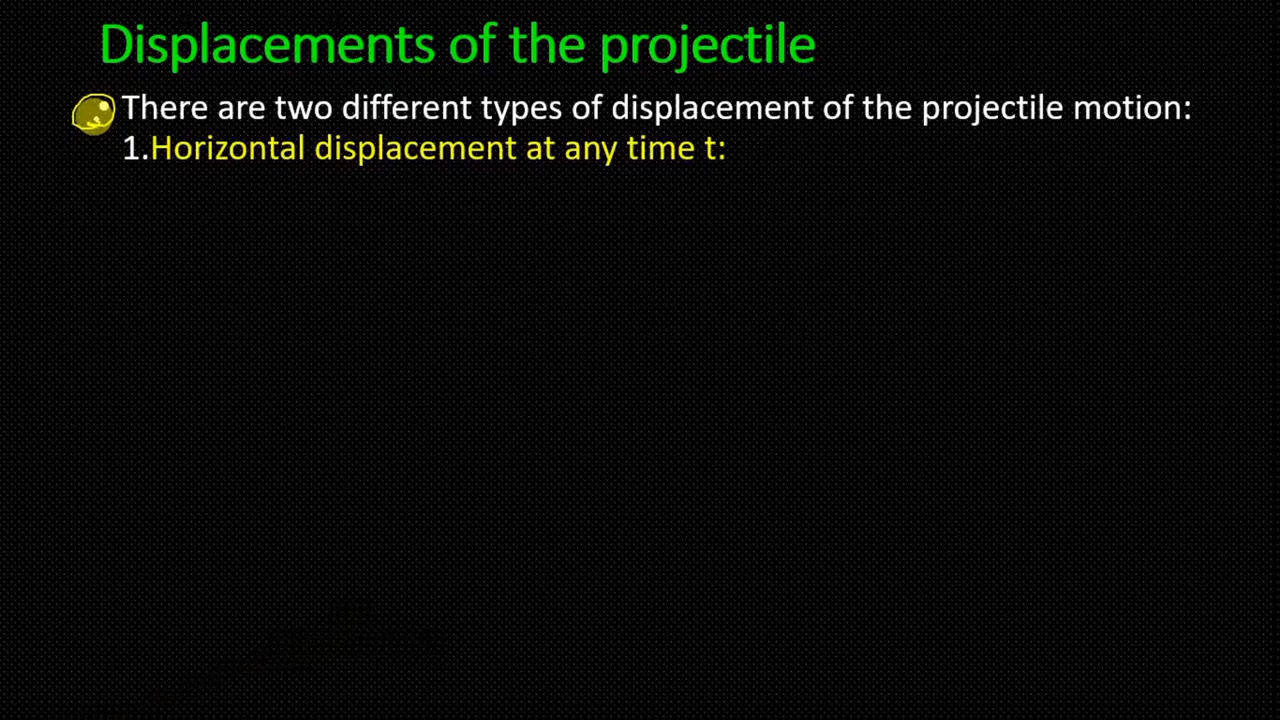 Displacements of the projectile
There are two different types of displacement of the projectile motion:
1.Horizontal displacement at any time t: